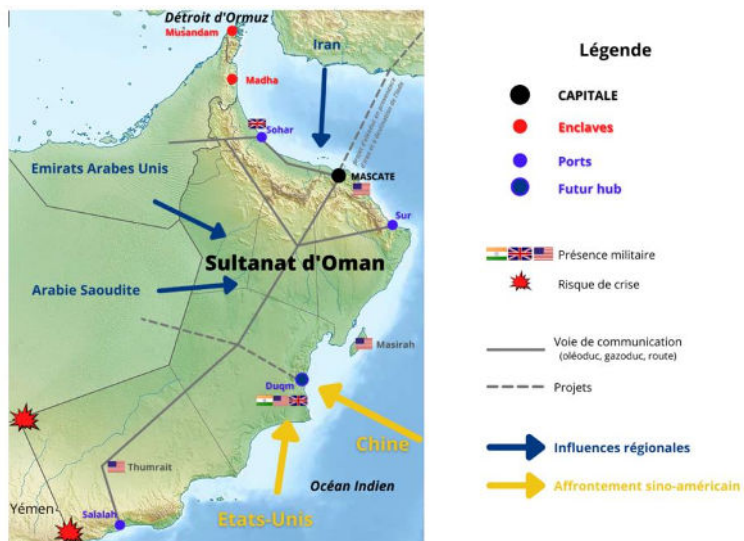 Détroit d'Ormuz
Musandam
Iran
Madha
Sohar
Emirats Arabes Unis
MASCATE
Sur
Sultanat d'Oman
Arabie Saoudite
Masirah
Duqm
Chine
Thumrait
Océan Indien
Yémen
Salalah
Etats-Unis
Légende
CAPITALE
Enclaves
Ports
Futur hub
Présence militaire
Risque de crise
Voie de communication
(oléoduc, gazoduc, route)
Projets
Influences régionales
Affrontement sino-américain